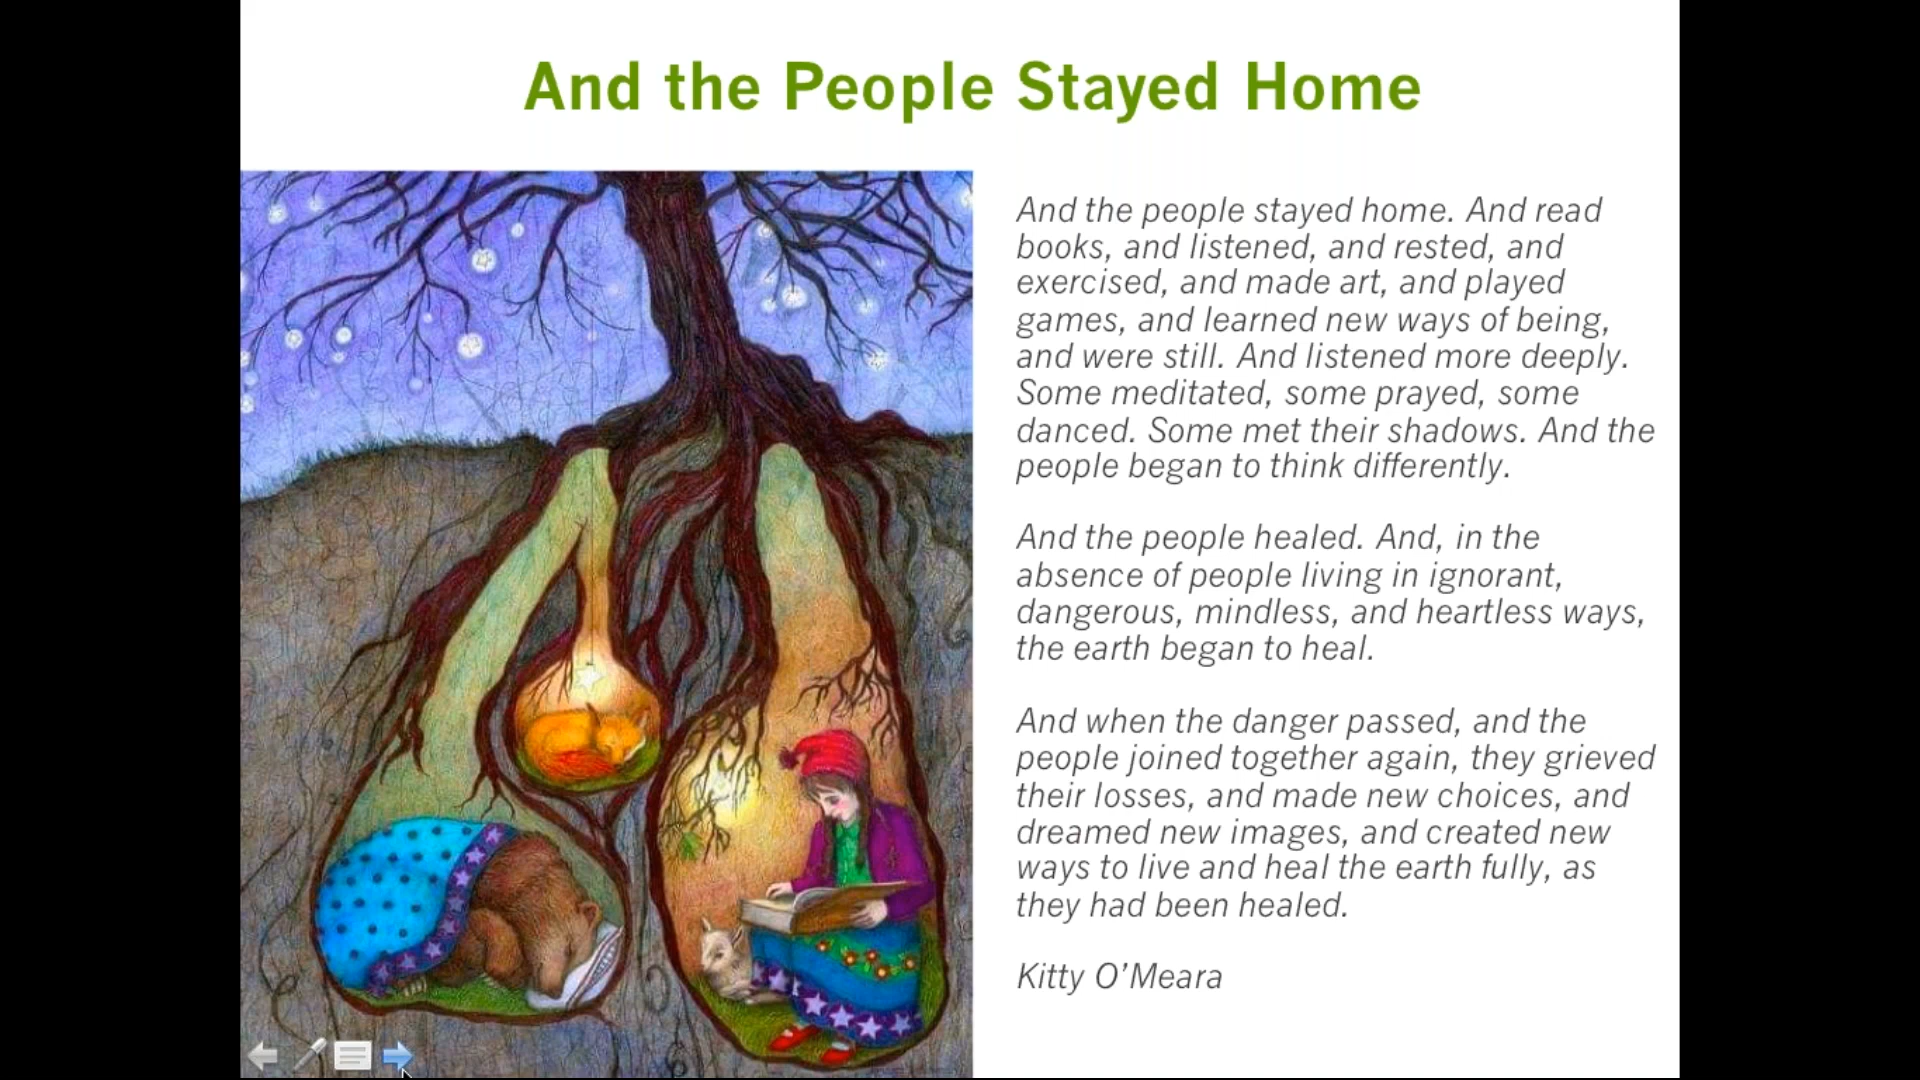 And the People Stayed Home
And the people stayed home. And read
books, and listened, and rested, and
exercised, and made art, and played
games, and learned new ways of being,
and were still. And listened more deeply.
Some meditated, some prayed, some
danced. Some met their shadows. And the
people began to think differently.
And the people healed. And, in the
absence of people living in ignorant,
dangerous, mindless, and heartless ways,
the earth began to heal.
And when the danger passed, and the
people joined together again, they grieved
their losses, and made new choices, and
dreamed new images, and created new
ways to live and heal the earth fully, as
they had been healed.
Kitty O’Meara